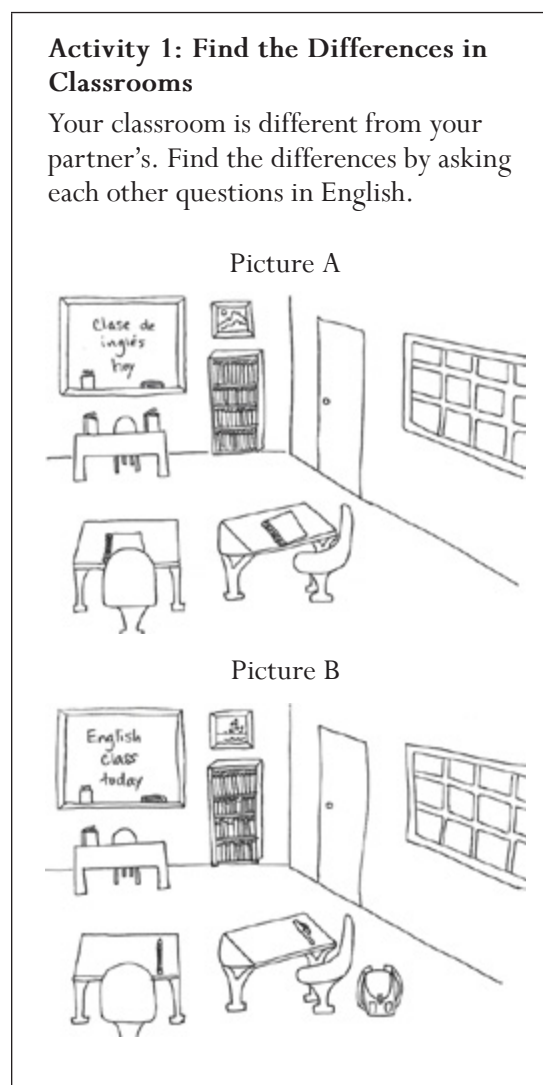 Activity 1: Find the Differences in
Classrooms
Your classroom is different from your
partner’s. Find the differences by asking
each other questions in English.
Picture A
Clase de
inglés
hoy
Picture B
English
class
today